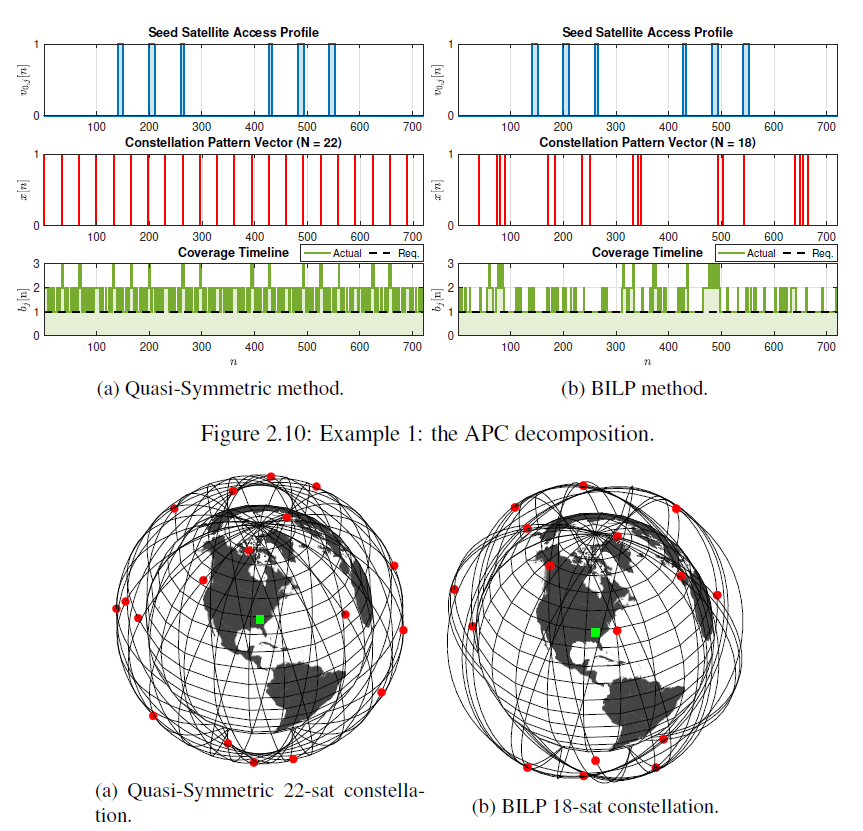 Seed Satellite Access Profile
1
v₀,ⱼ[n]
0
100 200 300 400 500 600 700
Constellation Pattern Vector (N = 22)
1
x[n]
0
100 200 300 400 500 600 700
Coverage Timeline
Actual Req.
3
2
1
0
bⱼ[n]
100 200 300 400 500 600 700
n
(a) Quasi-Symmetric method.
Seed Satellite Access Profile
1
v₀,ⱼ[n]
0
100 200 300 400 500 600 700
Constellation Pattern Vector (N = 18)
1
x[n]
0
100 200 300 400 500 600 700
Coverage Timeline
Actual Req.
3
2
1
0
bⱼ[n]
100 200 300 400 500 600 700
n
(b) BILP method.
Figure 2.10: Example 1: the APC decomposition.
(a) Quasi-Symmetric 22-sat constella-
tion.
(b) BILP 18-sat constellation.